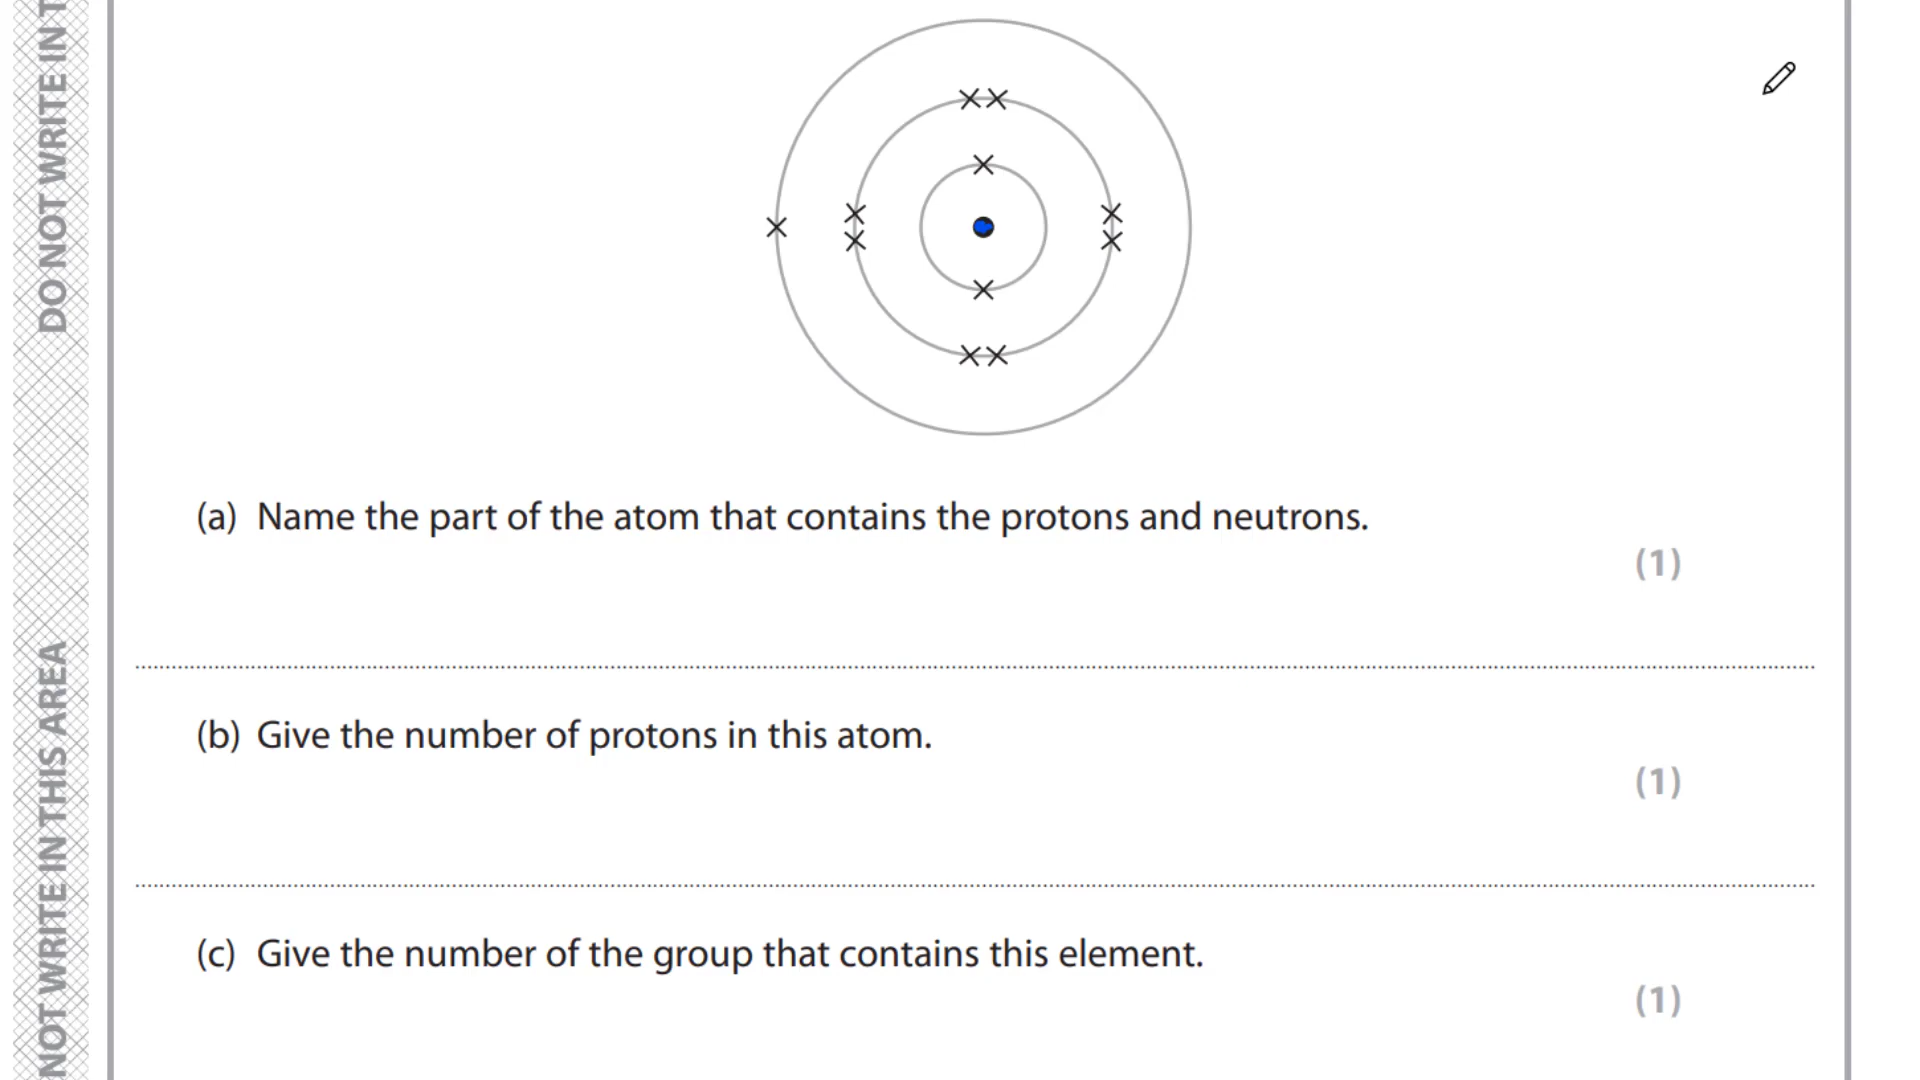 DO NOT WRITE IN T
NOT WRITE IN THIS AREA
(a) Name the part of the atom that contains the protons and neutrons.
(1)
(b) Give the number of protons in this atom.
(1)
(c) Give the number of the group that contains this element.
(1)